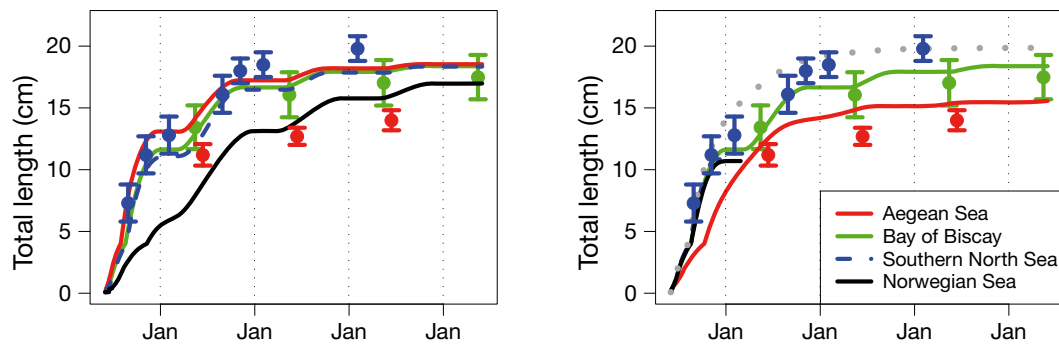 Total length (cm)
20
15
10
5
0
Jan
Jan
Jan
Jan
Total length (cm)
20
15
10
5
0
Jan
Jan
Jan
Jan
Aegean Sea
Bay of Biscay
Southern North Sea
Norwegian Sea